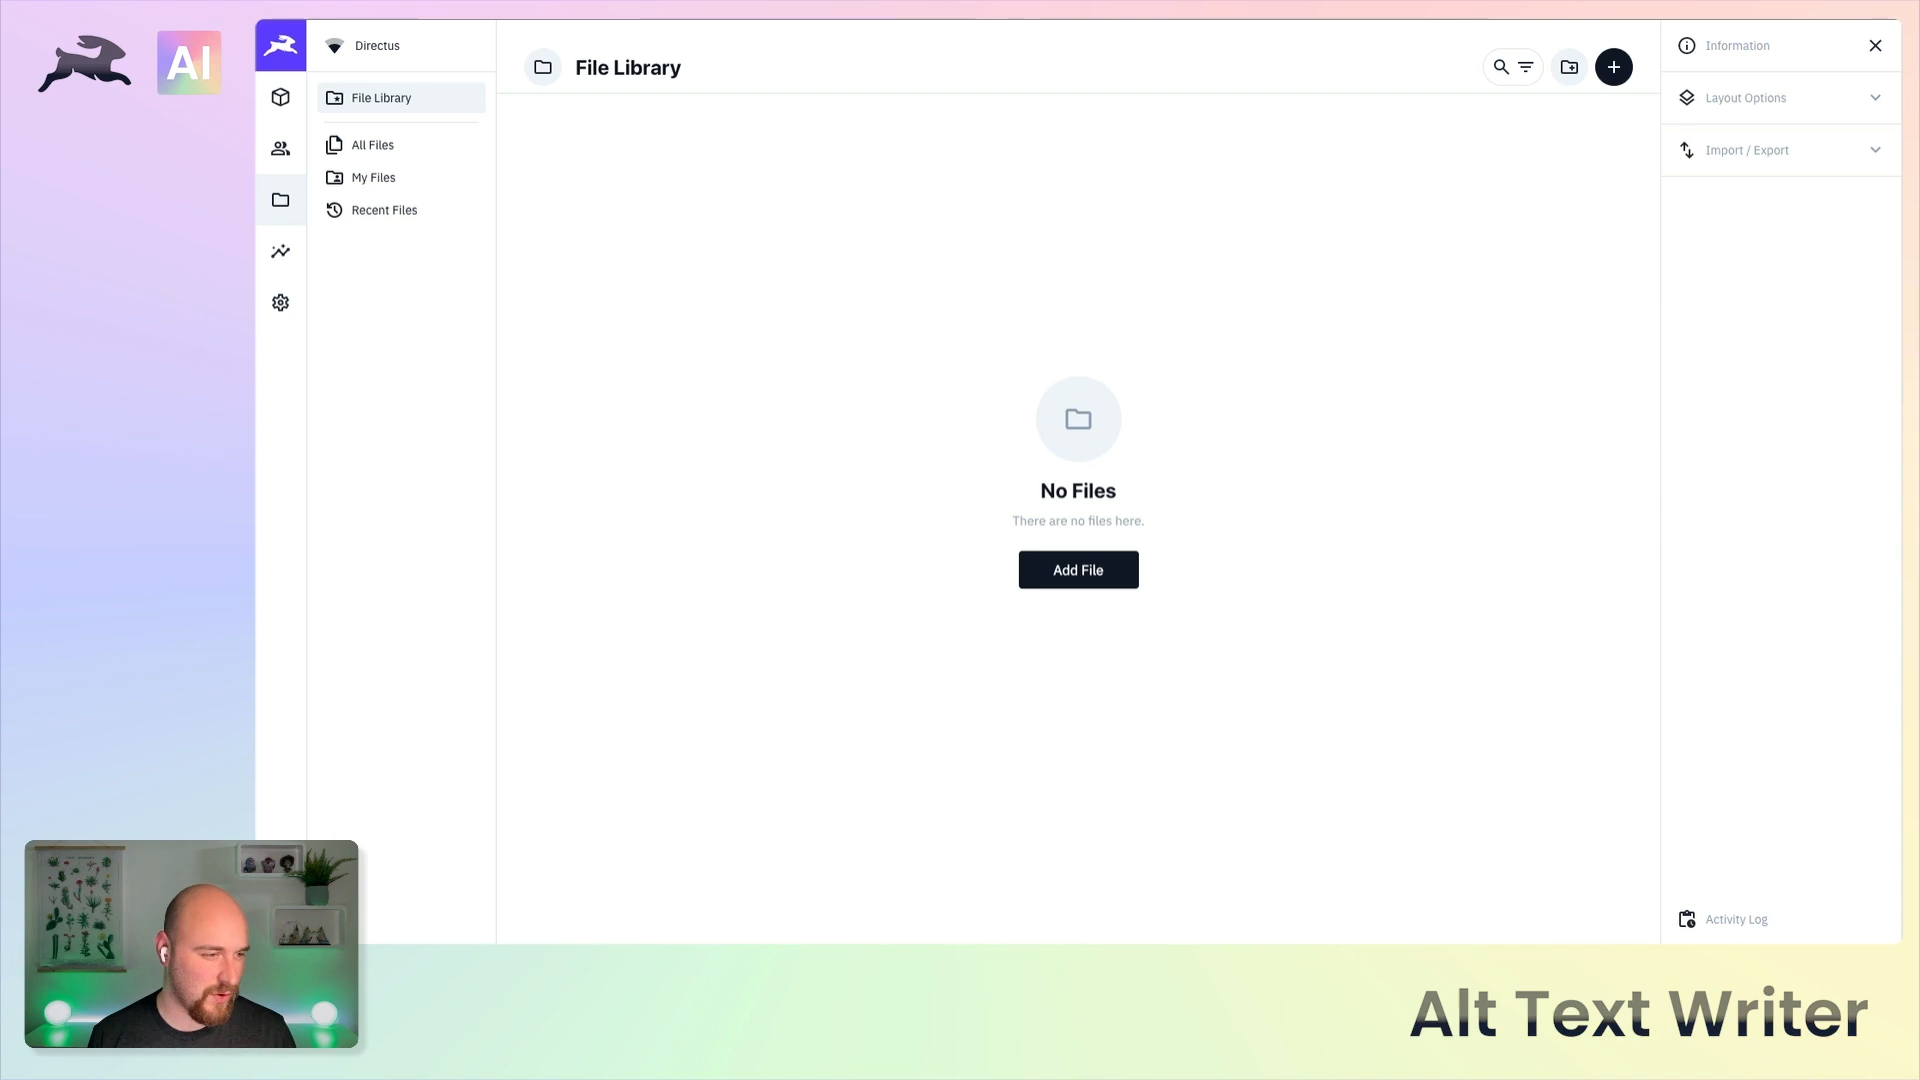 AI
Directus
File Library
All Files
My Files
Recent Files
File Library
No Files
There are no files here.
Add File
Information
Layout Options
Import / Export
Activity Log
Alt Text Writer